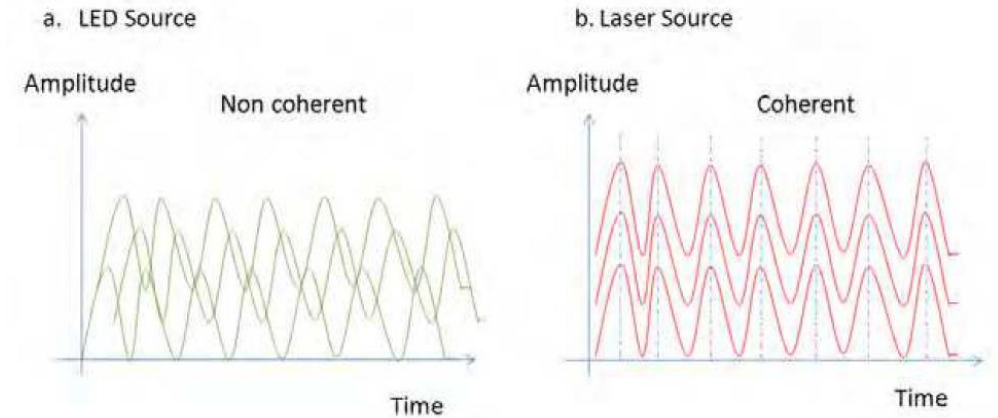 a. LED Source
Amplitude
Non coherent
Time
b. Laser Source
Amplitude
Coherent
Time